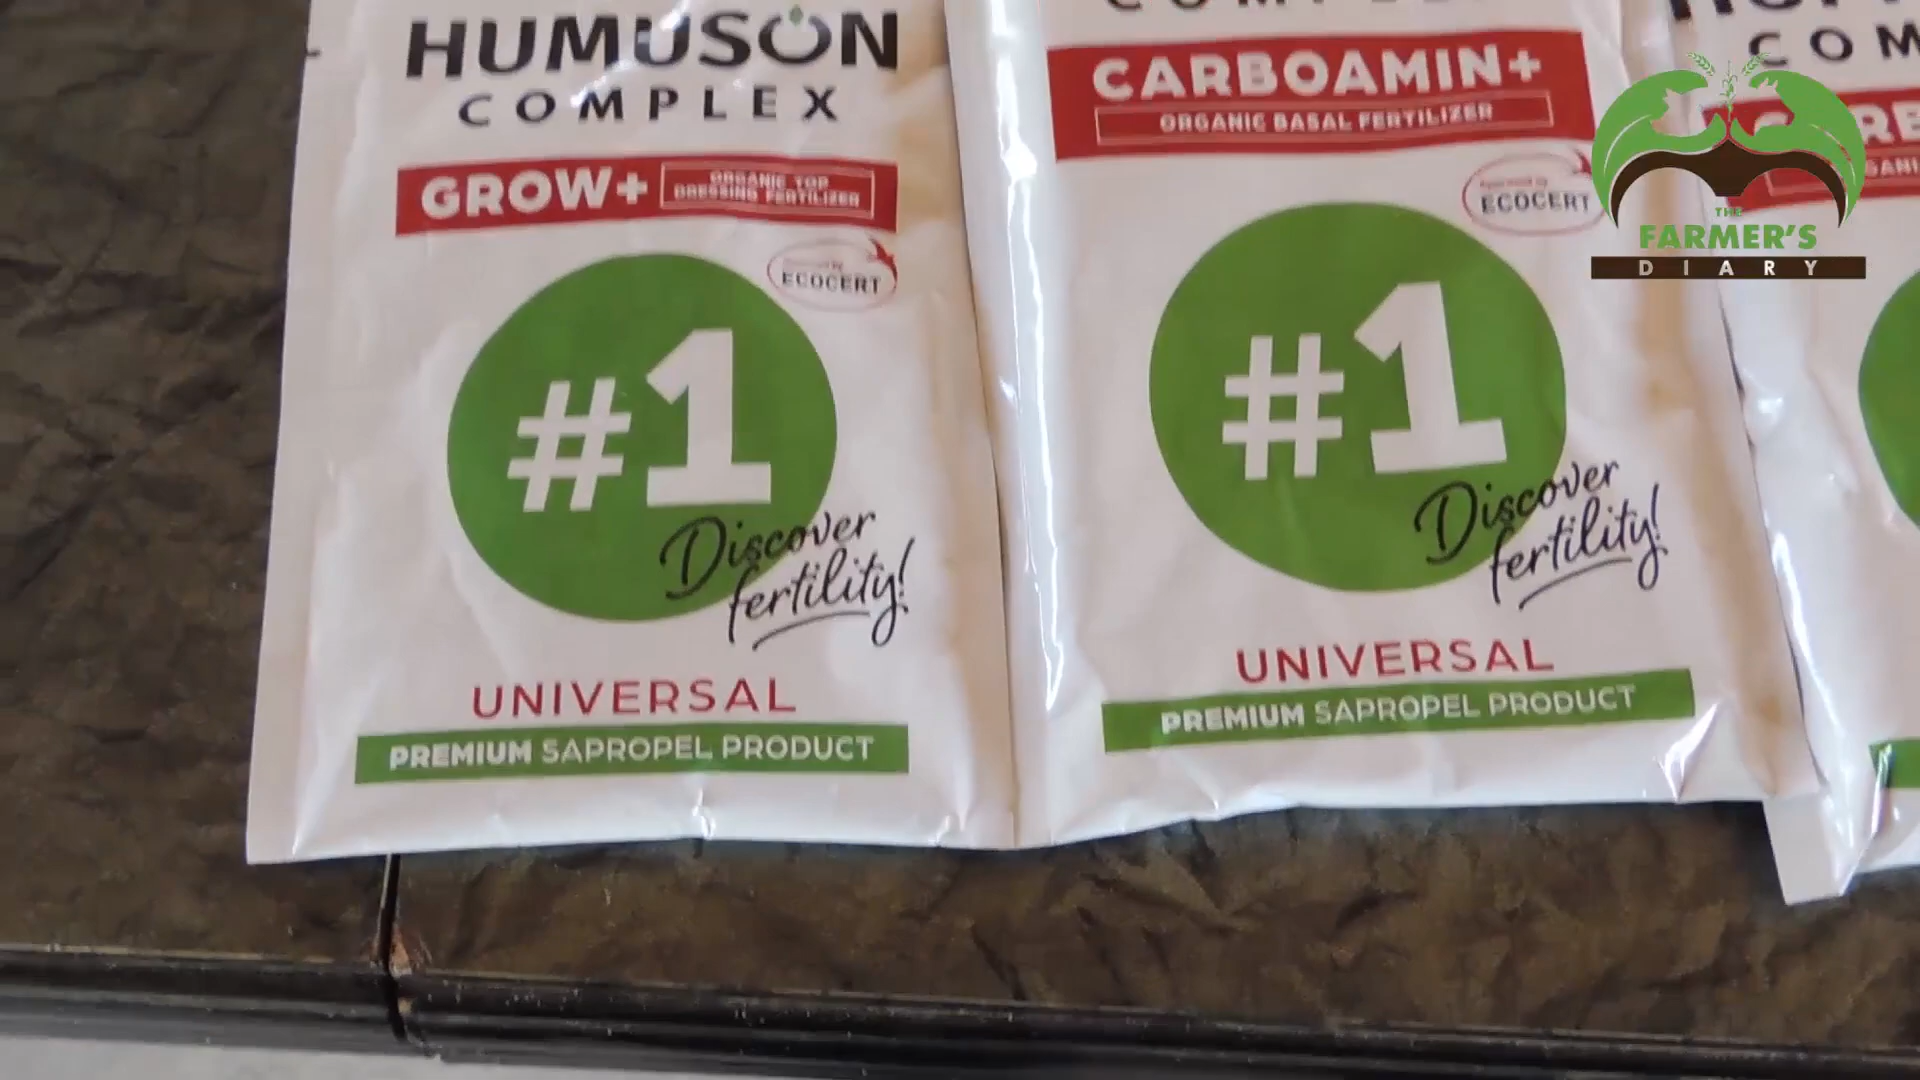 HUMUSON
COMPLEX
GROW+
ORGANIC TOP
DRESSING FERTILIZER
ECOCERT
#1
Discover
fertility!
UNIVERSAL
PREMIUM SAPROPEL PRODUCT
CARBOAMIN+
ORGANIC BASAL FERTILIZER
ECOCERT
#1
Discover
fertility!
UNIVERSAL
PREMIUM SAPROPEL PRODUCT
THE
FARMER'S
DIARY